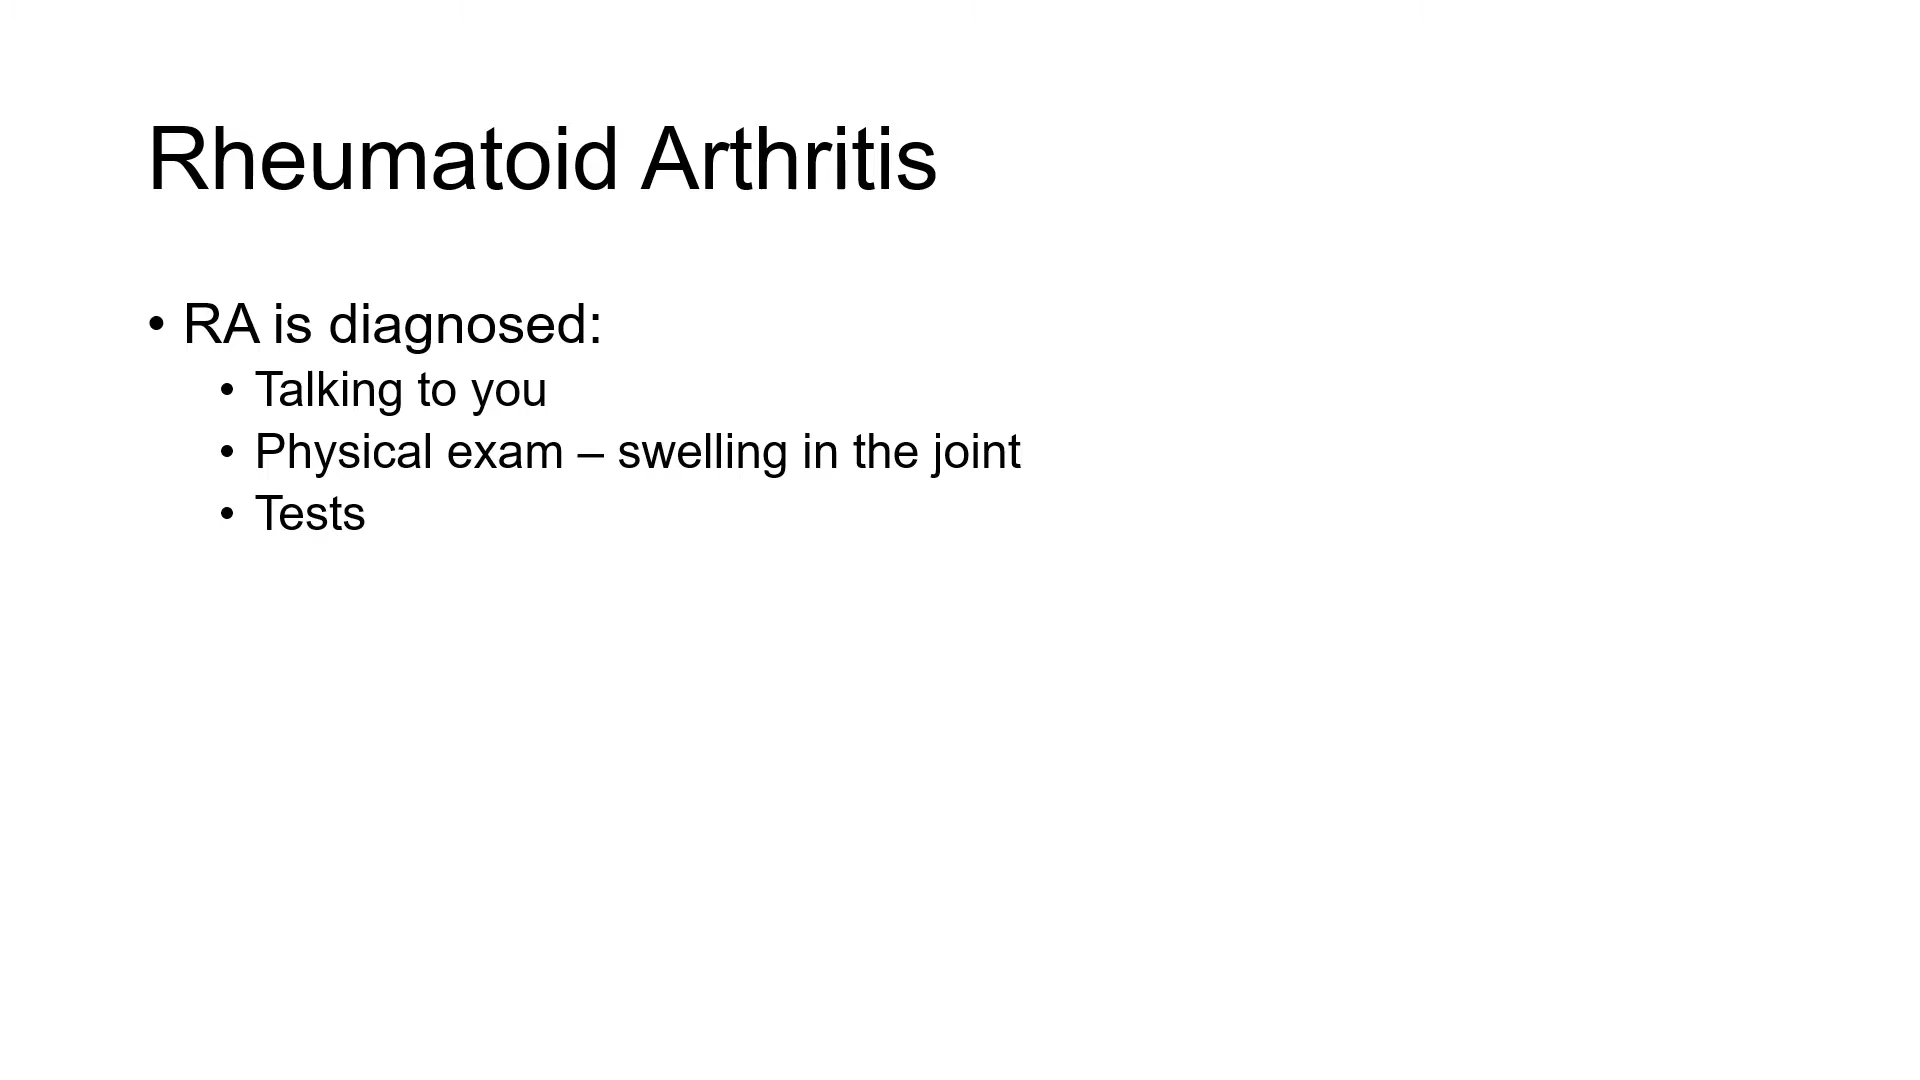 Rheumatoid Arthritis
• RA is diagnosed:
• Talking to you
• Physical exam – swelling in the joint
• Tests